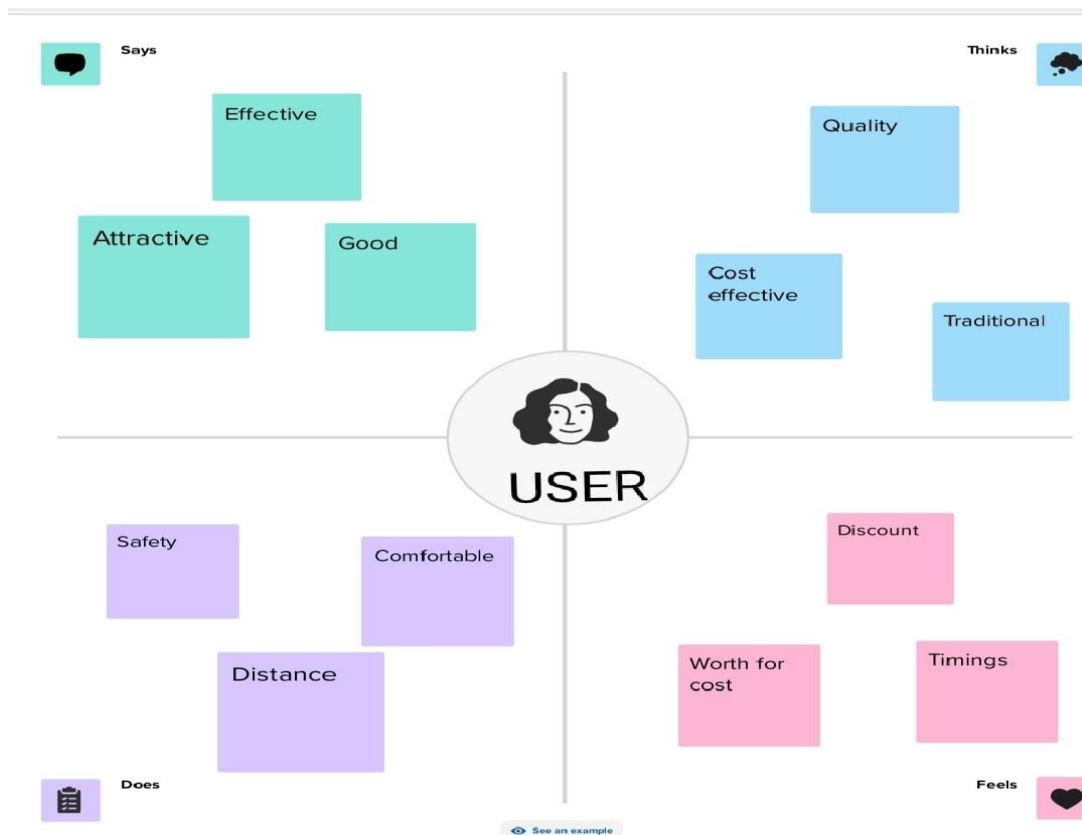 Says
Thinks
Effective
Attractive
Good
Quality
Cost
effective
Traditional
USER
Safety
Comfortable
Distance
Discount
Worth for
cost
Timings
Does
Feels
See an example